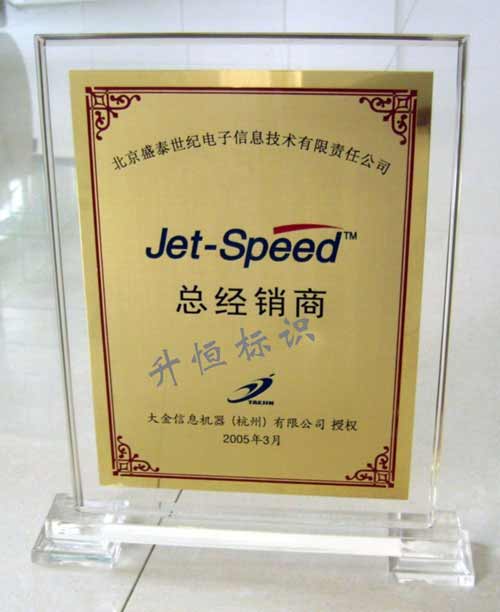 北京盛泰世纪电子信息技术有限责任公司
Jet-Speed™
总经销商
升恒标识
TAEJIN
大金信息机器(杭州)有限公司 授权
2005年3月